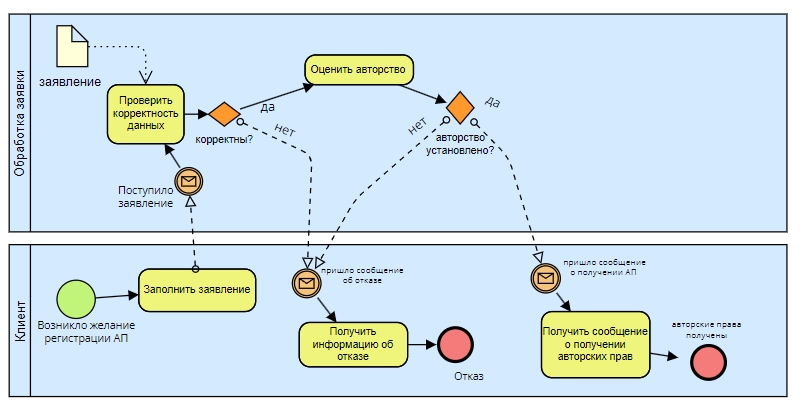 Обработка заявки
заявление
Проверить
корректность
данных
корректны?
да
нет
Оценить авторство
авторство
установлено?
нет
да
Поступило
заявление
Клиент
Возникло желание
регистрации АП
Заполнить заявление
пришло сообщение
об отказе
Получить
информацию об
отказе
Отказ
пришло сообщение
о получении АП
Получить сообщение
о получении
авторских прав
авторские права
получены